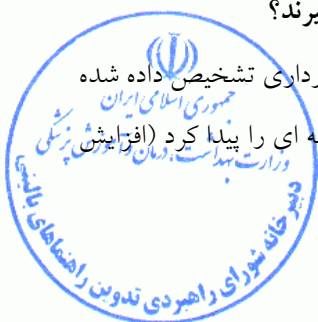 یرند؟
رداری تشخیص داده شده
ه ای را پیدا کرد (افزایش
جمهوری اسلامی ایران
وزارت بهداشت، درمان و آموزش پزشکی
دبیرخانه شورای راهبردی تدوین راهنماهای بالینی